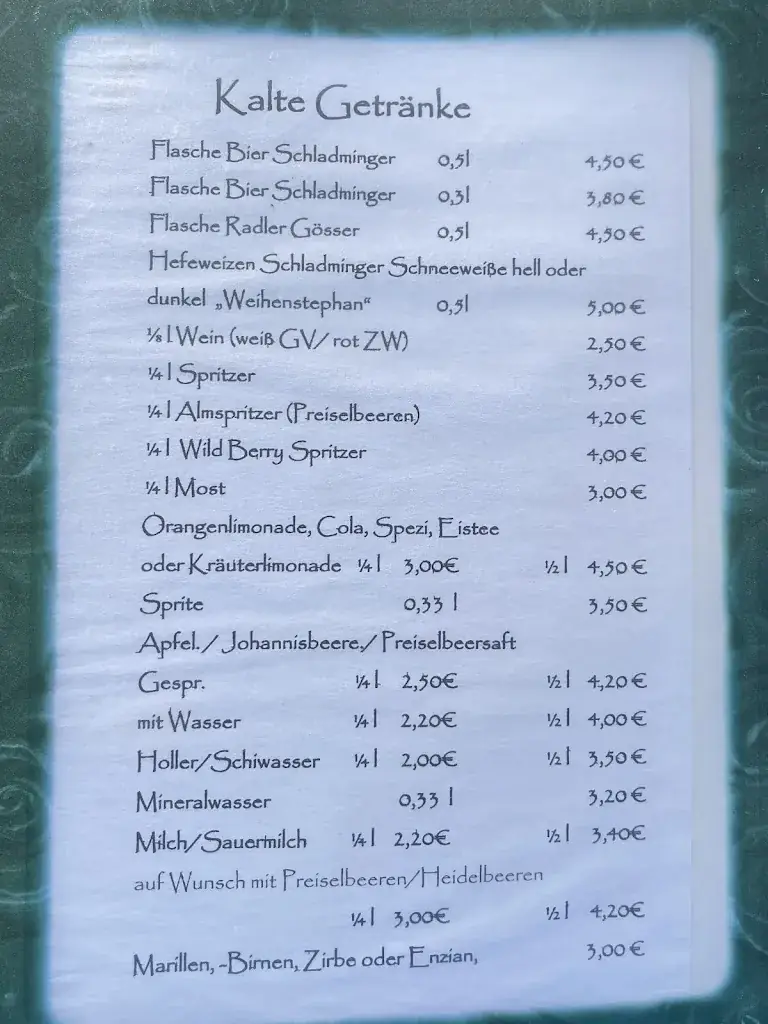 Kalte Getränke
Flasche Bier Schladminger 0,5l 4,50 €
Flasche Bier Schladminger 0,3l 3,80 €
Flasche Radler Gösser 0,5l 4,50 €
Hefeweizen Schladminger Schneeweiße hell oder
dunkel „Weihenstephan“ 0,5l 5,00 €
⅛ l Wein (weiß GV/ rot ZW) 2,50 €
¼ l Spritzer 3,50 €
¼ l Almspritzer (Preiselbeeren) 4,20 €
¼ l Wild Berry Spritzer 4,00 €
¼ l Most 3,00 €
Orangenlimonade, Cola, Spezi, Eistee
oder Kräuterlimonade ¼ l 3,00€ ½ l 4,50 €
Sprite 0,33 l 3,50 €
Apfel./ Johannisbeere,/ Preiselbeersaft
Gespr. ¼ l 2,50€ ½ l 4,20 €
mit Wasser ¼ l 2,20€ ½ l 4,00 €
Holler/Schiwasser ¼ l 2,00€ ½ l 3,50 €
Mineralwasser 0,33 l 3,20 €
Milch/Sauermilch ¼ l 2,20€ ½ l 3,40€
auf Wunsch mit Preiselbeeren/Heidelbeeren
¼ l 3,00€ ½ l 4,20€
Marillen, -Birnen, Zirbe oder Enzian, 3,00 €